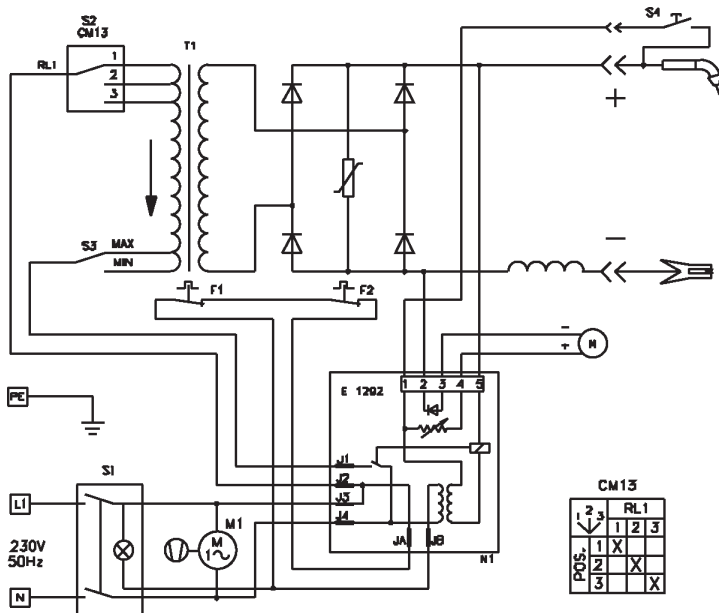 S2
CM13
T1
S4
RL1
1
2
3
+
S3
MAX
MIN
F1
F2
−
−
+
M
PE
E 1292
1 2 3 4 5
J1
J2
J3
J4
JA
JB
N1
S1
L1
230V
50Hz
N
M1
M
1~
CM13
1 2 3
RL1
1 2 3
POS.
1 X
2 X
3 X